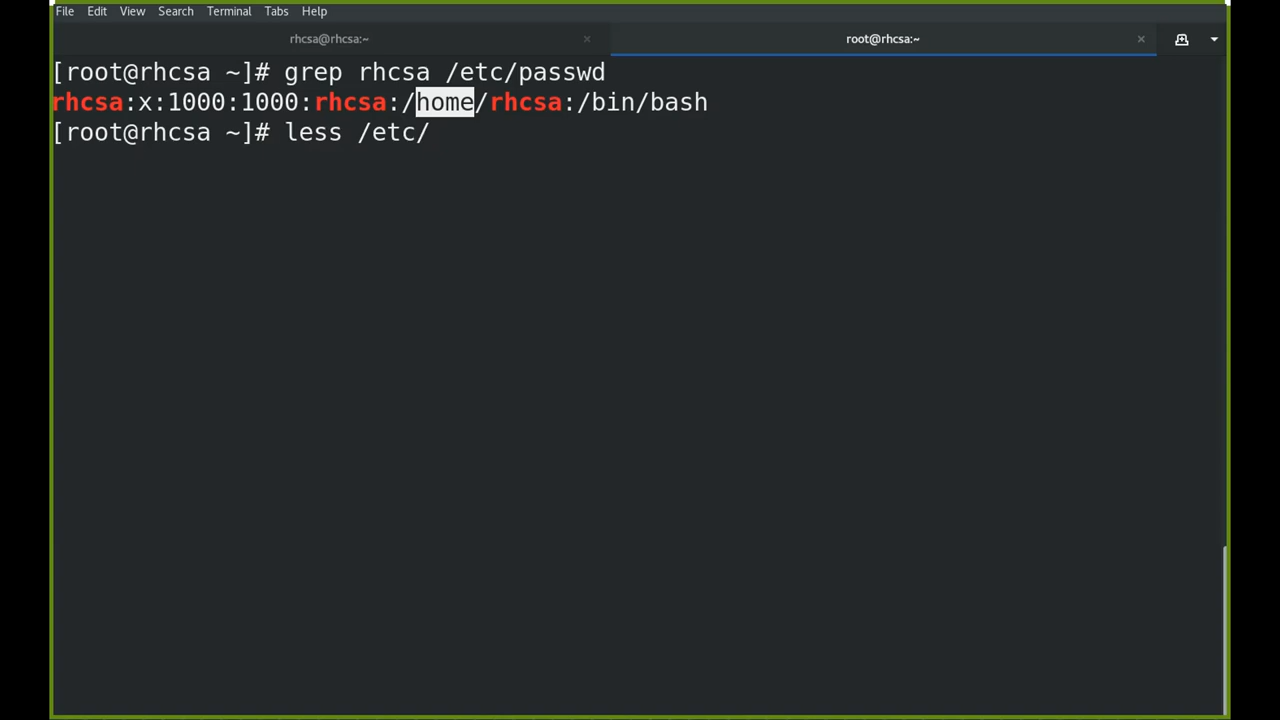 File Edit View Search Terminal Tabs Help
rhcsa@rhcsa:~ × root@rhcsa:~ ×
[root@rhcsa ~]# grep rhcsa /etc/passwd
rhcsa:x:1000:1000:rhcsa:/home/rhcsa:/bin/bash
[root@rhcsa ~]# less /etc/